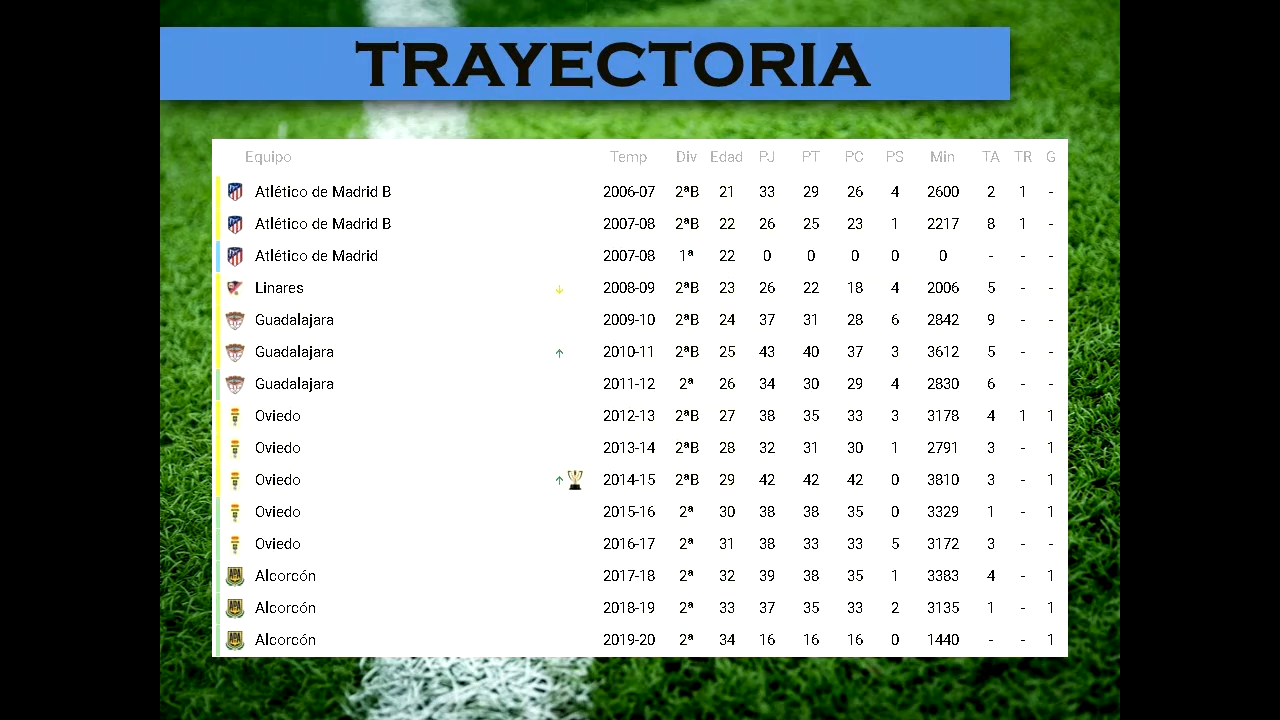 TRAYECTORIA
Equipo Temp Div Edad PJ PT PC PS Min TA TR G
Atlético de Madrid B 2006-07 2ªB 21 33 29 26 4 2600 2 1 -
Atlético de Madrid B 2007-08 2ªB 22 26 25 23 1 2217 8 1 -
Atlético de Madrid 2007-08 1ª 22 0 0 0 0 0 - - -
Linares 2008-09 2ªB 23 26 22 18 4 2006 5 - -
Guadalajara 2009-10 2ªB 24 37 31 28 6 2842 9 - -
Guadalajara 2010-11 2ªB 25 43 40 37 3 3612 5 - -
Guadalajara 2011-12 2ª 26 34 30 29 4 2830 6 - -
Oviedo 2012-13 2ªB 27 38 35 33 3 3178 4 1 1
Oviedo 2013-14 2ªB 28 32 31 30 1 2791 3 - 1
Oviedo 2014-15 2ªB 29 42 42 42 0 3810 3 - 1
Oviedo 2015-16 2ª 30 38 38 35 0 3329 1 - 1
Oviedo 2016-17 2ª 31 38 33 33 5 3172 3 - -
Alcorcón 2017-18 2ª 32 39 38 35 1 3383 4 - 1
Alcorcón 2018-19 2ª 33 37 35 33 2 3135 1 - 1
Alcorcón 2019-20 2ª 34 16 16 16 0 1440 - - 1